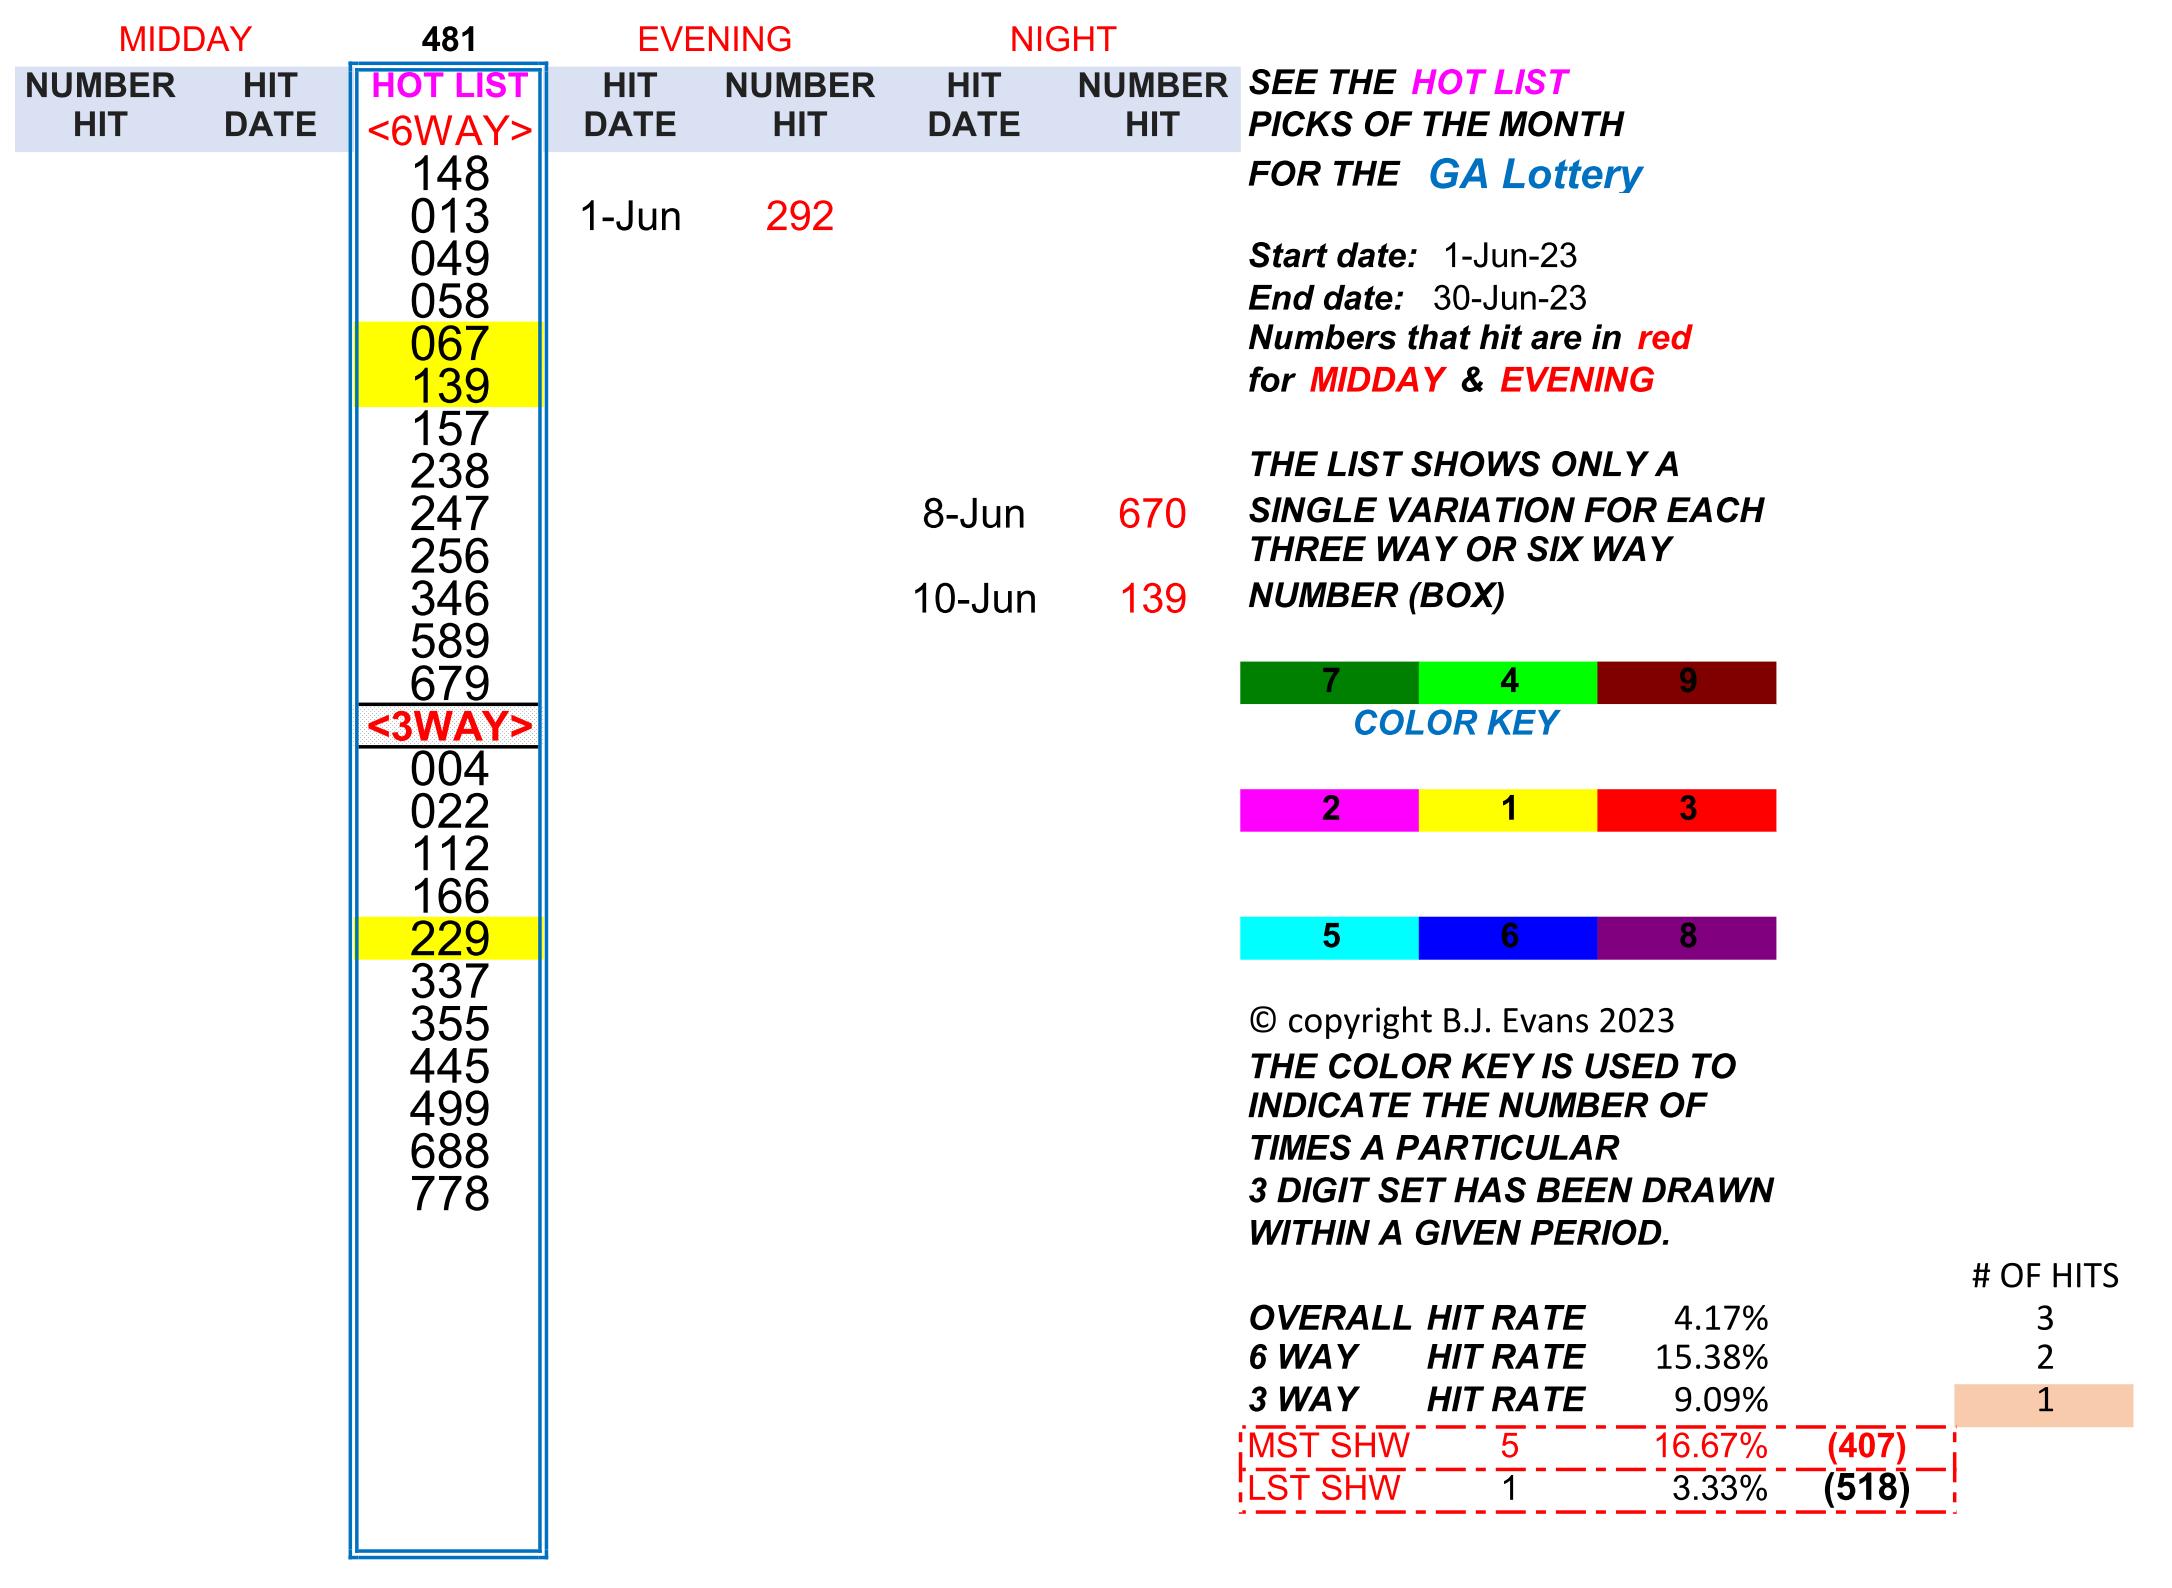 MIDDAY 481 EVENING NIGHT
NUMBER HIT HOT LIST HIT NUMBER HIT NUMBER SEE THE HOT LIST
HIT DATE <6WAY> DATE HIT DATE HIT PICKS OF THE MONTH
148 FOR THE GA Lottery
013 1-Jun 292
049 Start date: 1-Jun-23
058 End date: 30-Jun-23
067 Numbers that hit are in red
139 for MIDDAY & EVENING
157
238 THE LIST SHOWS ONLY A
247 8-Jun 670 SINGLE VARIATION FOR EACH
256 THREE WAY OR SIX WAY
346 10-Jun 139 NUMBER (BOX)
589
679 7 4 9
<3WAY> COLOR KEY
004
022 2 1 3
112
166
229 5 6 8
337
355 © copyright B.J. Evans 2023
445 THE COLOR KEY IS USED TO
499 INDICATE THE NUMBER OF
688 TIMES A PARTICULAR
778 3 DIGIT SET HAS BEEN DRAWN
WITHIN A GIVEN PERIOD.
# OF HITS
OVERALL HIT RATE 4.17% 3
6 WAY HIT RATE 15.38% 2
3 WAY HIT RATE 9.09% 1
MST SHW 5 16.67% (407)
LST SHW 1 3.33% (518)